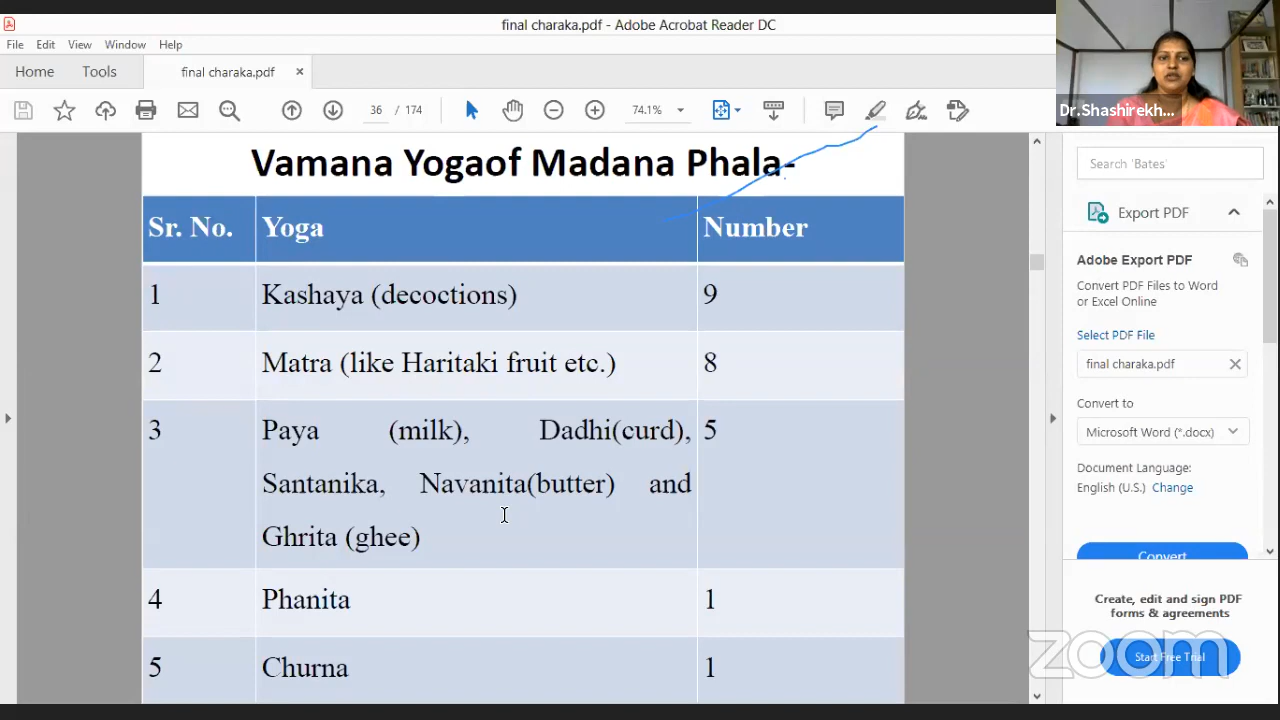 final charaka.pdf - Adobe Acrobat Reader DC
File Edit View Window Help
Home Tools final charaka.pdf ×
36 / 174 74.1%
Dr.Shashirekh...
Vamana Yogaof Madana Phala-
Sr. No. Yoga Number
1 Kashaya (decoctions) 9
2 Matra (like Haritaki fruit etc.) 8
3 Paya (milk), Dadhi(curd), 5
Santanika, Navanita(butter) and
Ghrita (ghee)
4 Phanita 1
5 Churna 1
Search 'Bates'
Export PDF
Adobe Export PDF
Convert PDF Files to Word
or Excel Online
Select PDF File
final charaka.pdf
Convert to
Microsoft Word (*.docx)
Document Language:
English (U.S.) Change
Convert
Create, edit and sign PDF
forms & agreements
Start Free Trial
zoom